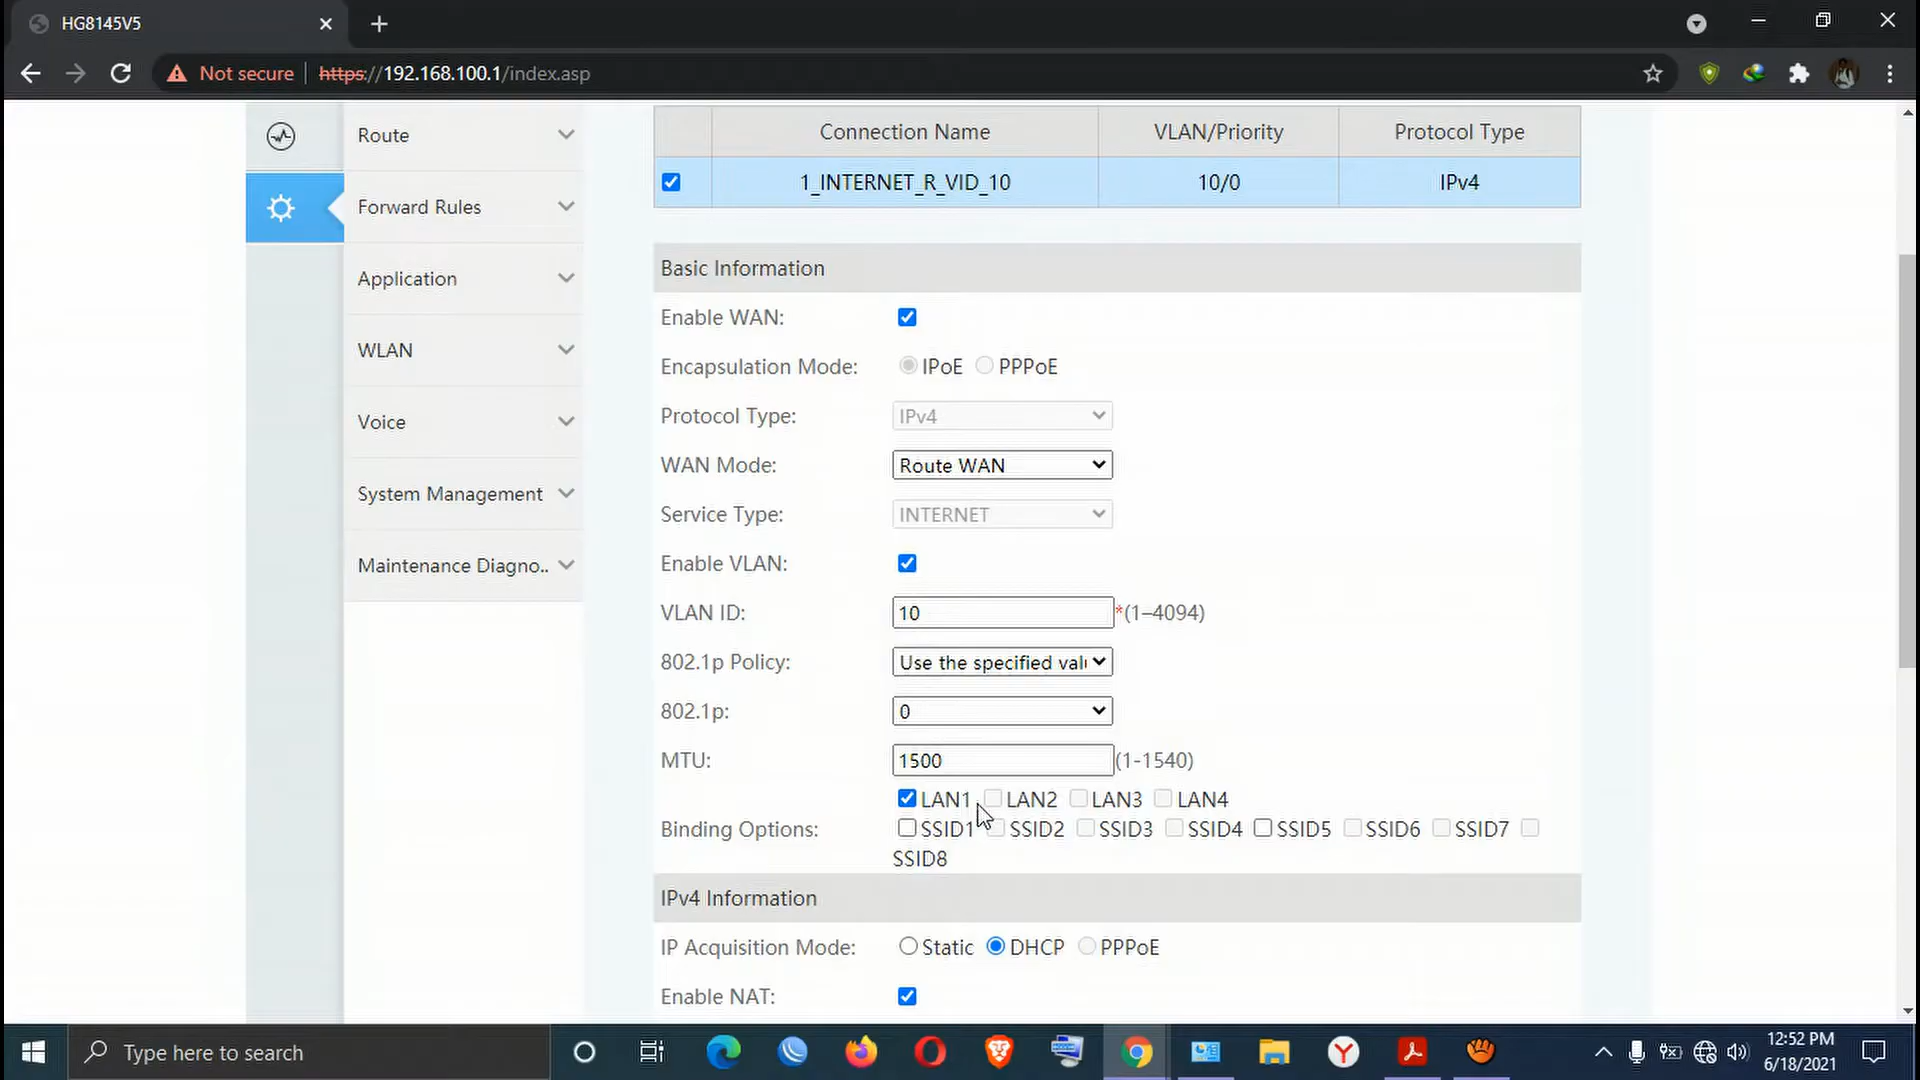 HG8145V5
Not secure https://192.168.100.1/index.asp
Route
Forward Rules
Application
WLAN
Voice
System Management
Maintenance Diagno..
Connection Name VLAN/Priority Protocol Type
1_INTERNET_R_VID_10 10/0 IPv4
Basic Information
Enable WAN:
Encapsulation Mode: IPoE PPPoE
Protocol Type: IPv4
WAN Mode: Route WAN
Service Type: INTERNET
Enable VLAN:
VLAN ID: 10 *(1–4094)
802.1p Policy: Use the specified val
802.1p: 0
MTU: 1500 (1-1540)
LAN1 LAN2 LAN3 LAN4
Binding Options: SSID1 SSID2 SSID3 SSID4 SSID5 SSID6 SSID7
SSID8
IPv4 Information
IP Acquisition Mode: Static DHCP PPPoE
Enable NAT:
Type here to search
12:52 PM
6/18/2021